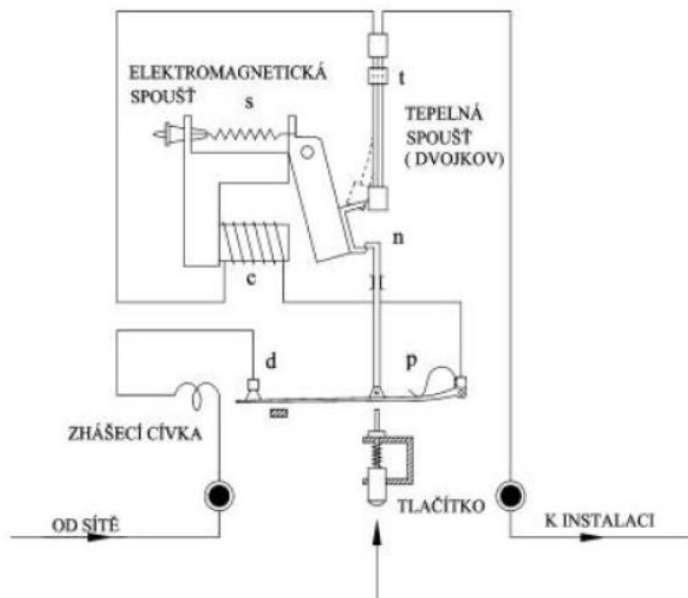 t
ELEKTROMAGNETICKÁ
SPOUŠŤ
s
TEPELNÁ
SPOUŠŤ
( DVOJKOV)
n
c
d
p
ZHÁŠECÍ CÍVKA
TLAČÍTKO
OD SÍTĚ
K INSTALACI